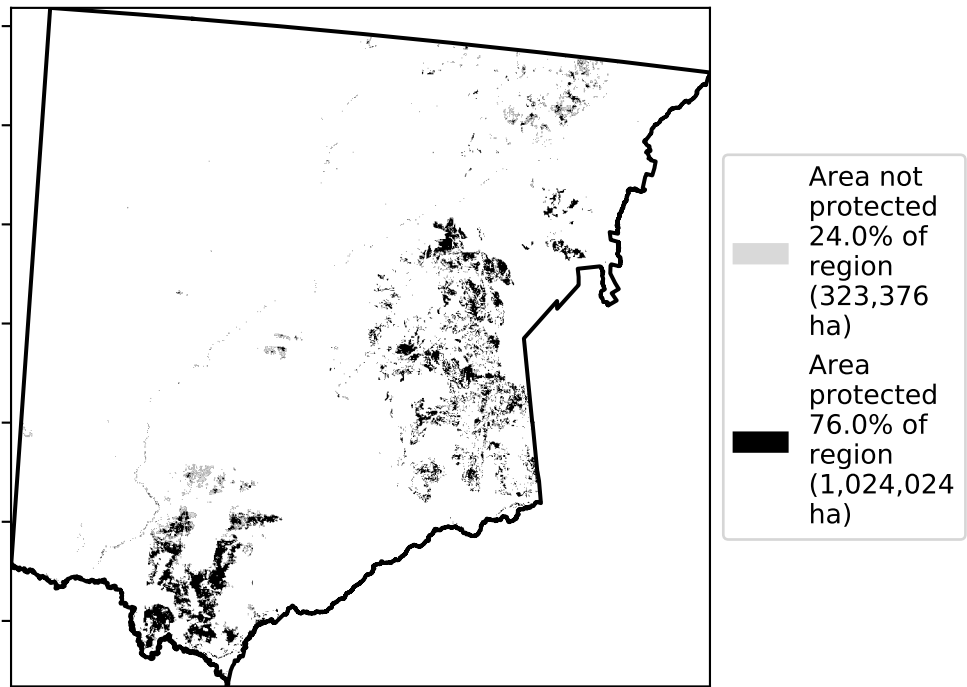 Area not
protected
24.0% of
region
(323,376
ha)
Area
protected
76.0% of
region
(1,024,024
ha)